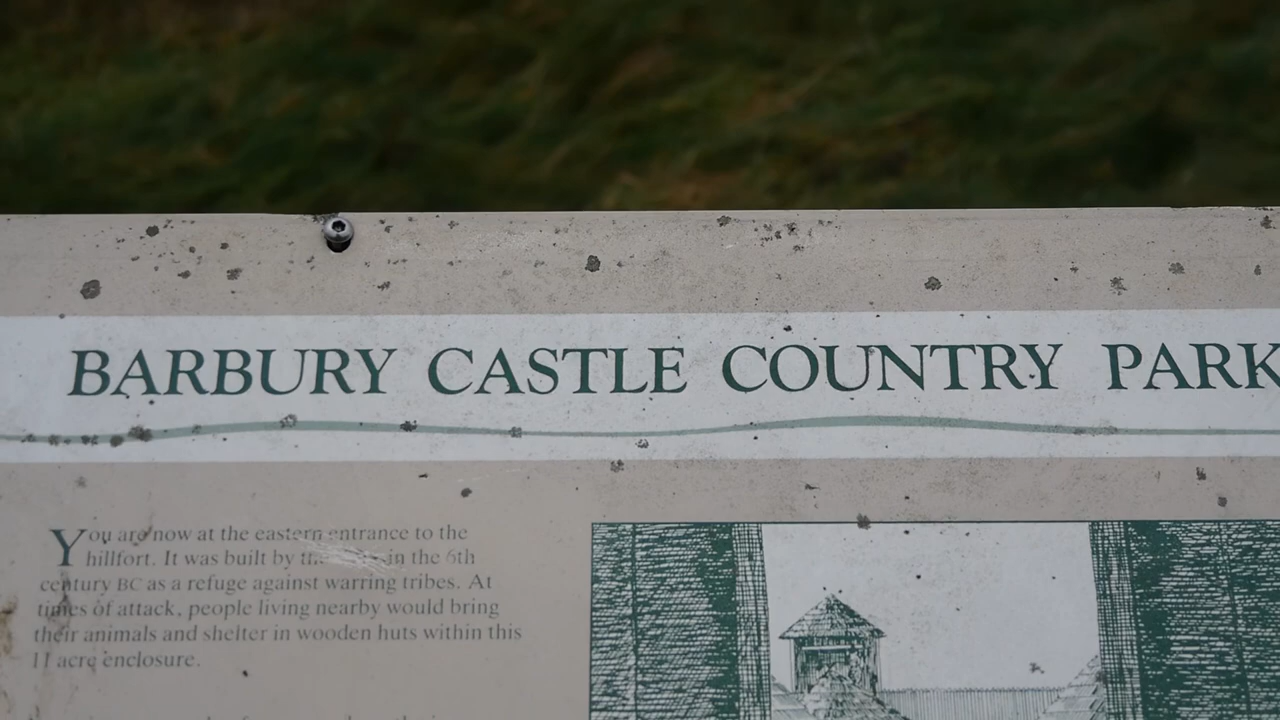 BARBURY CASTLE COUNTRY PARK
You are now at the eastern entrance to the
hillfort. It was built by in the 6th
century BC as a refuge against warring tribes. At
times of attack, people living nearby would bring
their animals and shelter in wooden huts within this
11 acre enclosure.